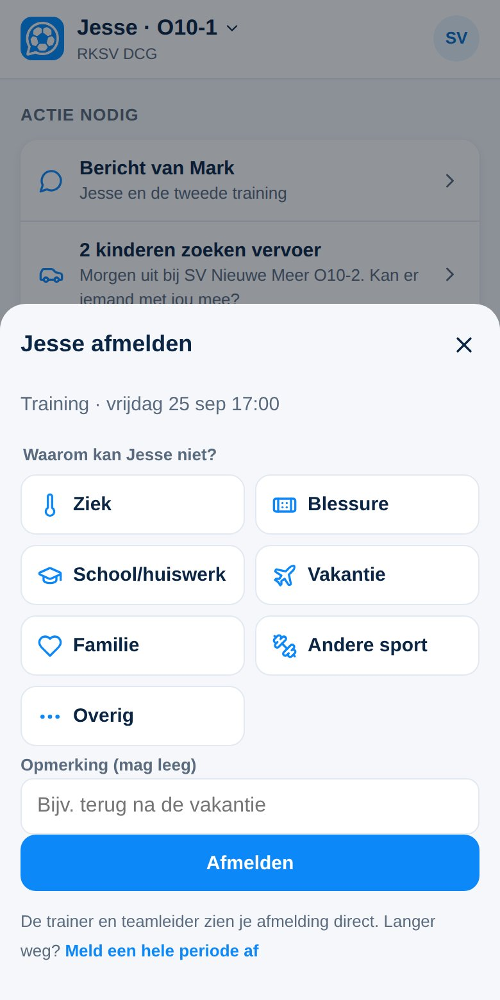 Jesse · O10-1
RKSV DCG
SV
ACTIE NODIG
Bericht van Mark
Jesse en de tweede training
2 kinderen zoeken vervoer
Morgen uit bij SV Nieuwe Meer O10-2. Kan er
iemand met jou mee?
Jesse afmelden
Training · vrijdag 25 sep 17:00
Waarom kan Jesse niet?
Ziek
Blessure
School/huiswerk
Vakantie
Familie
Andere sport
Overig
Opmerking (mag leeg)
Bijv. terug na de vakantie
Afmelden
De trainer en teamleider zien je afmelding direct. Langer
weg? Meld een hele periode af